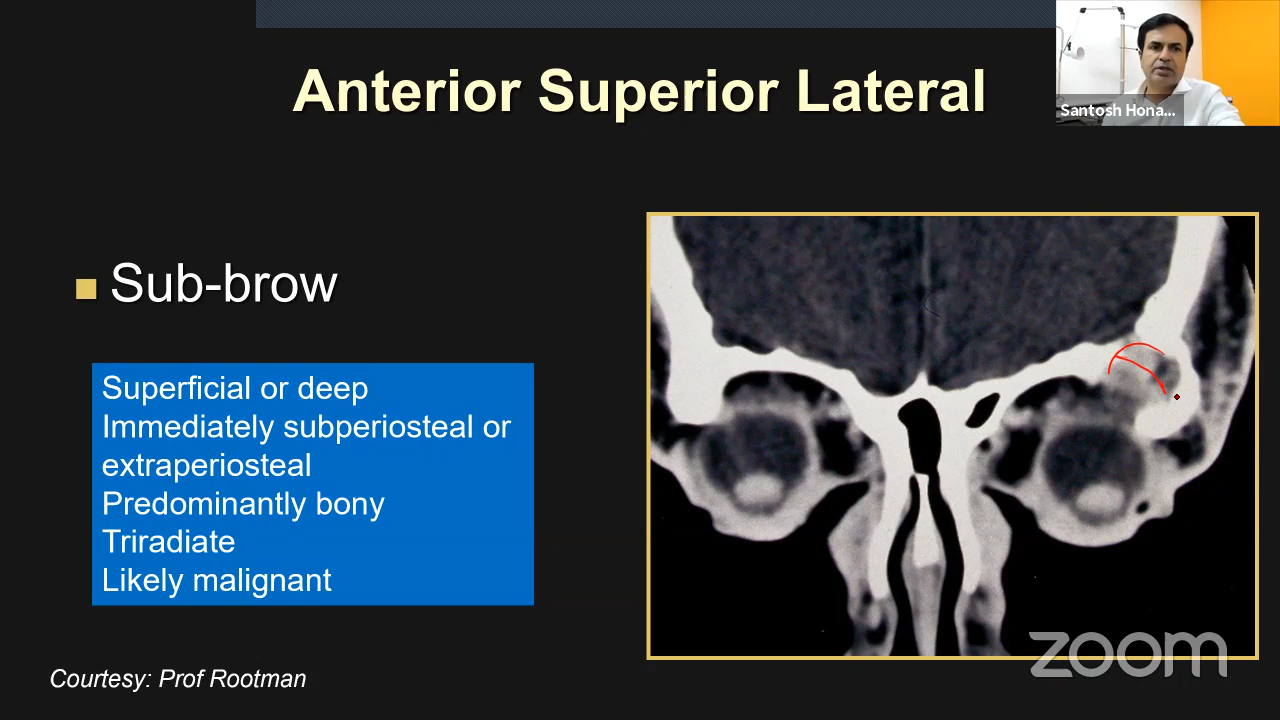 Anterior Superior Lateral
Santosh Hona...
Sub-brow
Superficial or deep
Immediately subperiosteal or
extraperiosteal
Predominantly bony
Triradiate
Likely malignant
Courtesy: Prof Rootman
zoom